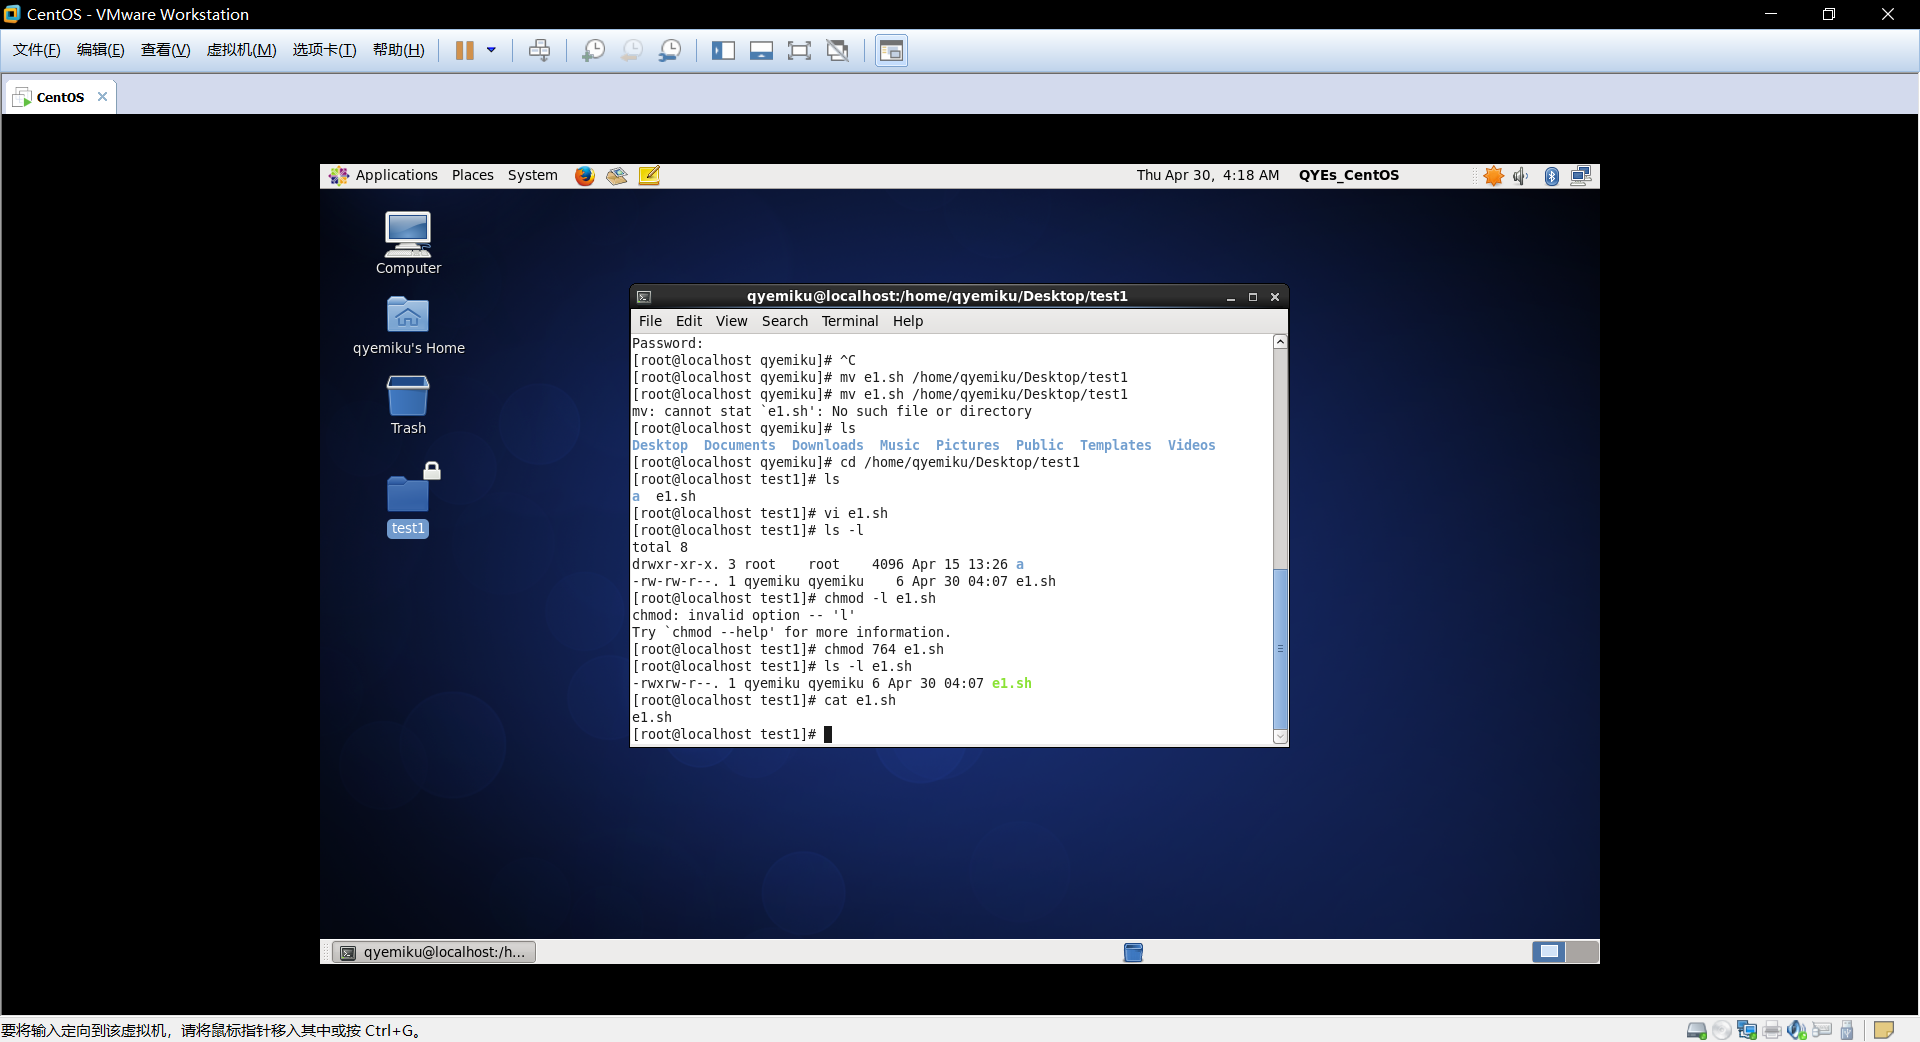 CentOS - VMware Workstation
文件(F) 编辑(E) 查看(V) 虚拟机(M) 选项卡(T) 帮助(H)
CentOS
Applications Places System Thu Apr 30, 4:18 AM QYEs_CentOS
Computer
qyemiku's Home
Trash
test1
qyemiku@localhost:/home/qyemiku/Desktop/test1
File Edit View Search Terminal Help
Password:
[root@localhost qyemiku]# ^C
[root@localhost qyemiku]# mv e1.sh /home/qyemiku/Desktop/test1
[root@localhost qyemiku]# mv e1.sh /home/qyemiku/Desktop/test1
mv: cannot stat `e1.sh': No such file or directory
[root@localhost qyemiku]# ls
Desktop  Documents  Downloads  Music  Pictures  Public  Templates  Videos
[root@localhost qyemiku]# cd /home/qyemiku/Desktop/test1
[root@localhost test1]# ls
a  e1.sh
[root@localhost test1]# vi e1.sh
[root@localhost test1]# ls -l
total 8
drwxr-xr-x. 3 root    root    4096 Apr 15 13:26 a
-rw-rw-r--. 1 qyemiku qyemiku    6 Apr 30 04:07 e1.sh
[root@localhost test1]# chmod -l e1.sh
chmod: invalid option -- 'l'
Try `chmod --help' for more information.
[root@localhost test1]# chmod 764 e1.sh
[root@localhost test1]# ls -l e1.sh
-rwxrw-r--. 1 qyemiku qyemiku 6 Apr 30 04:07 e1.sh
[root@localhost test1]# cat e1.sh
e1.sh
[root@localhost test1]#
qyemiku@localhost:/h...
要将输入定向到该虚拟机，请将鼠标指针移入其中或按 Ctrl+G。